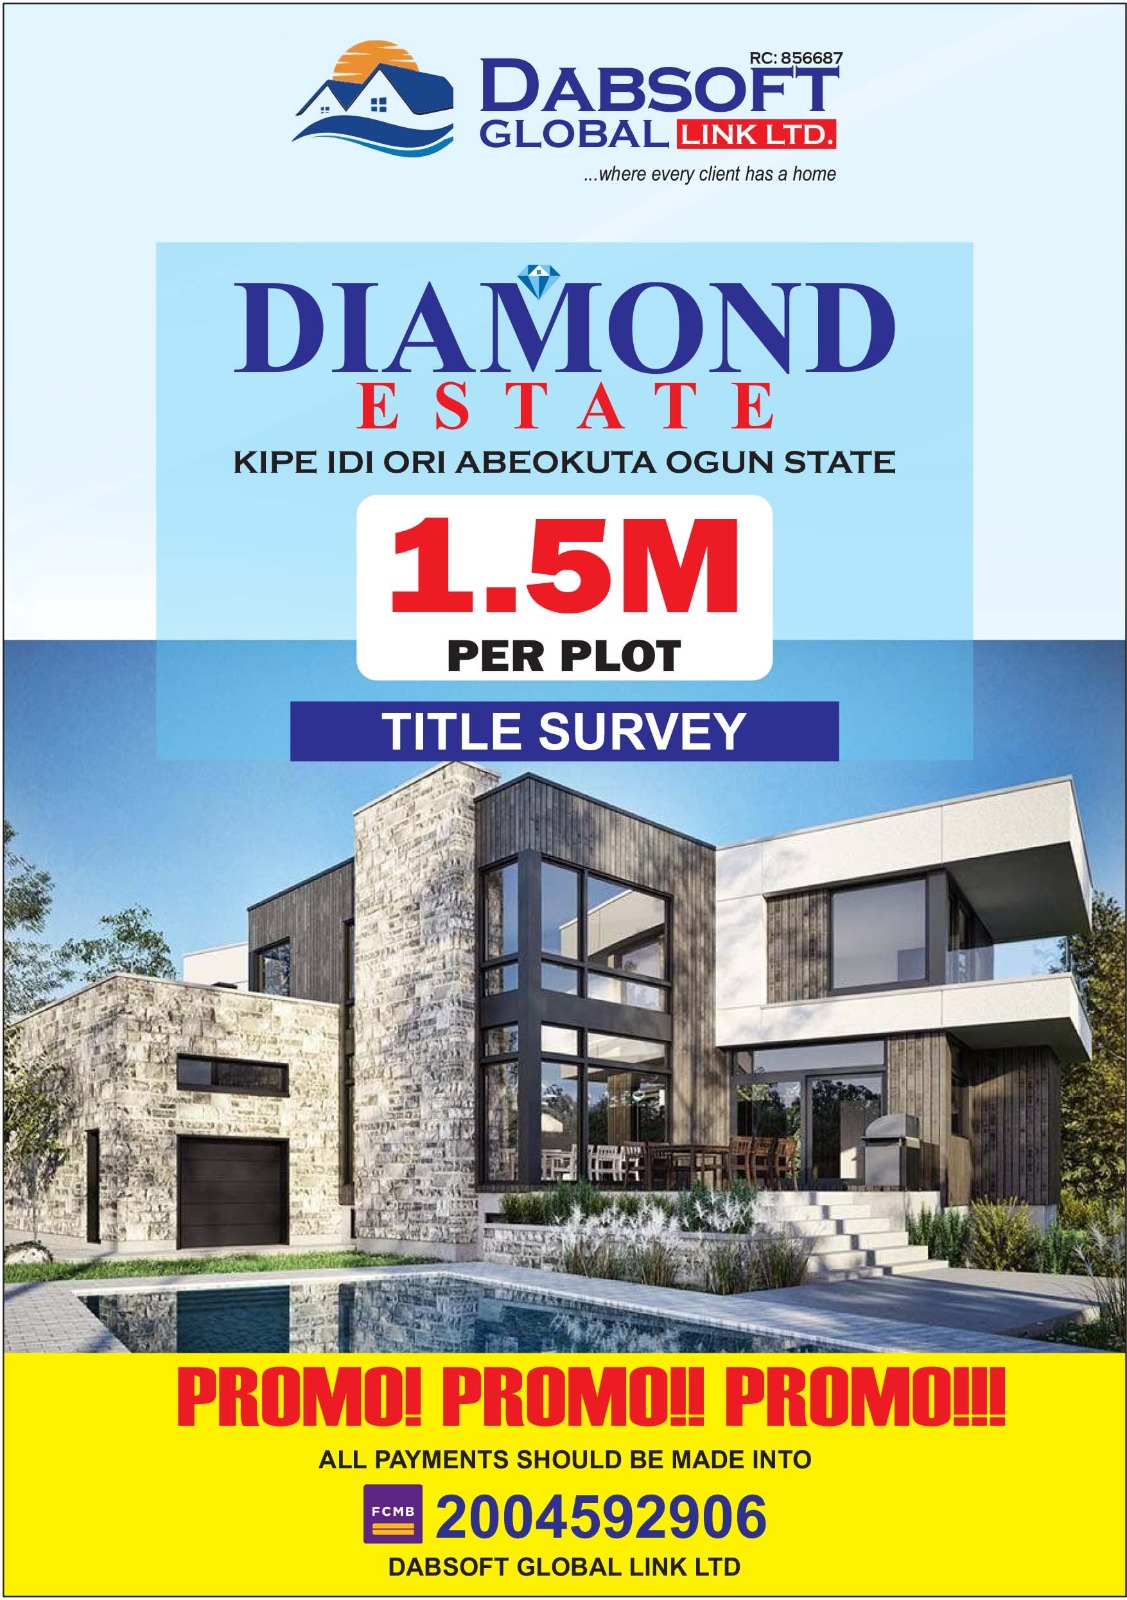 RC: 856687
DABSOFT
GLOBAL LINK LTD.
...where every client has a home
DIAMOND
ESTATE
KIPE IDI ORI ABEOKUTA OGUN STATE
1.5M
PER PLOT
TITLE SURVEY
PROMO! PROMO!! PROMO!!!
ALL PAYMENTS SHOULD BE MADE INTO
FCMB 2004592906
DABSOFT GLOBAL LINK LTD